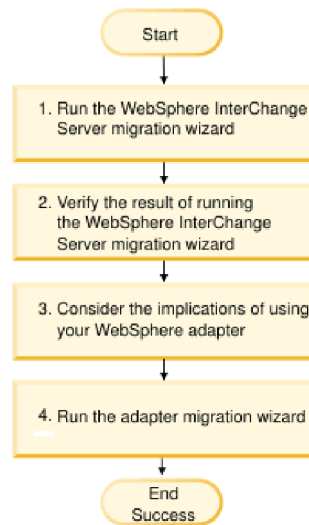 Start
1. Run the WebSphere InterChange
Server migration wizard
2. Verify the result of running
the WebSphere InterChange
Server migration wizard
3. Consider the implications of using
your WebSphere adapter
4. Run the adapter migration wizard
End
Success